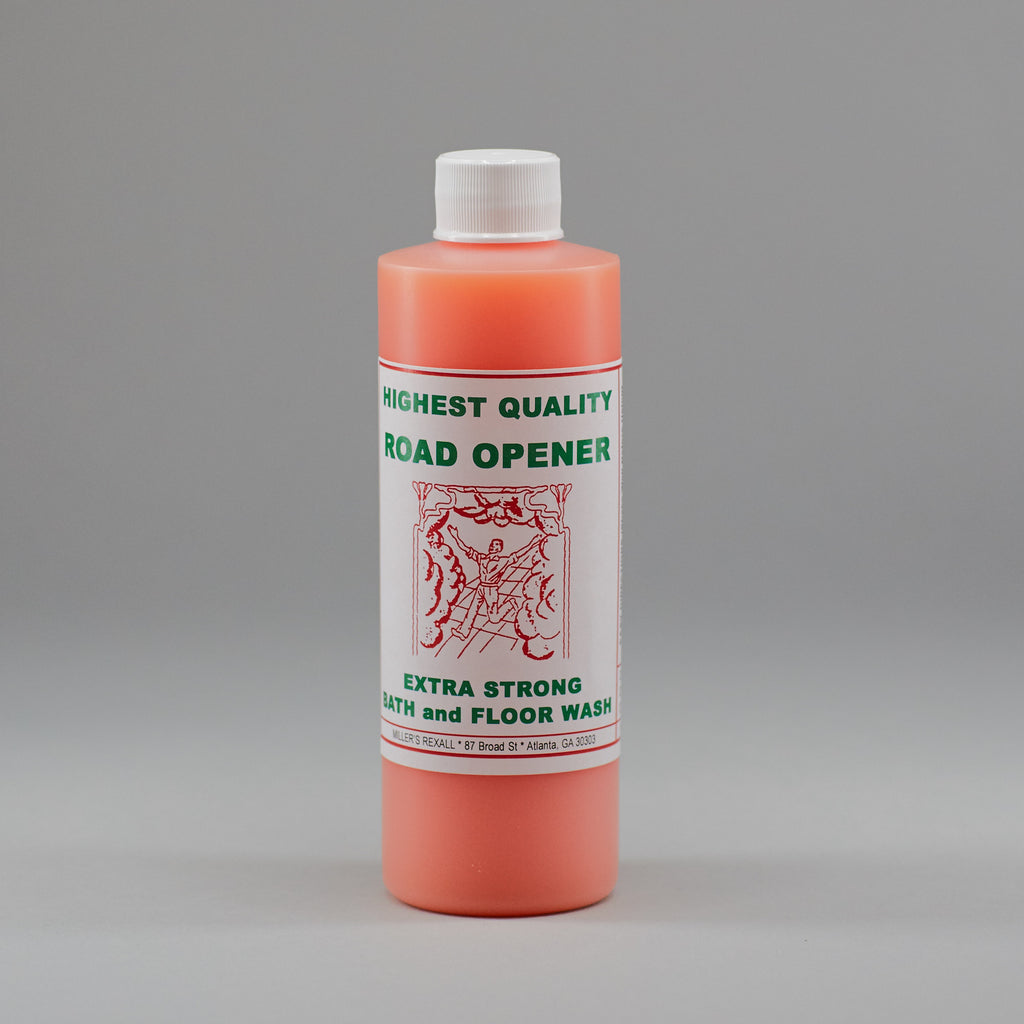 HIGHEST QUALITY
ROAD OPENER
EXTRA STRONG
BATH and FLOOR WASH
MILLER'S REXALL * 87 Broad St * Atlanta, GA 30303